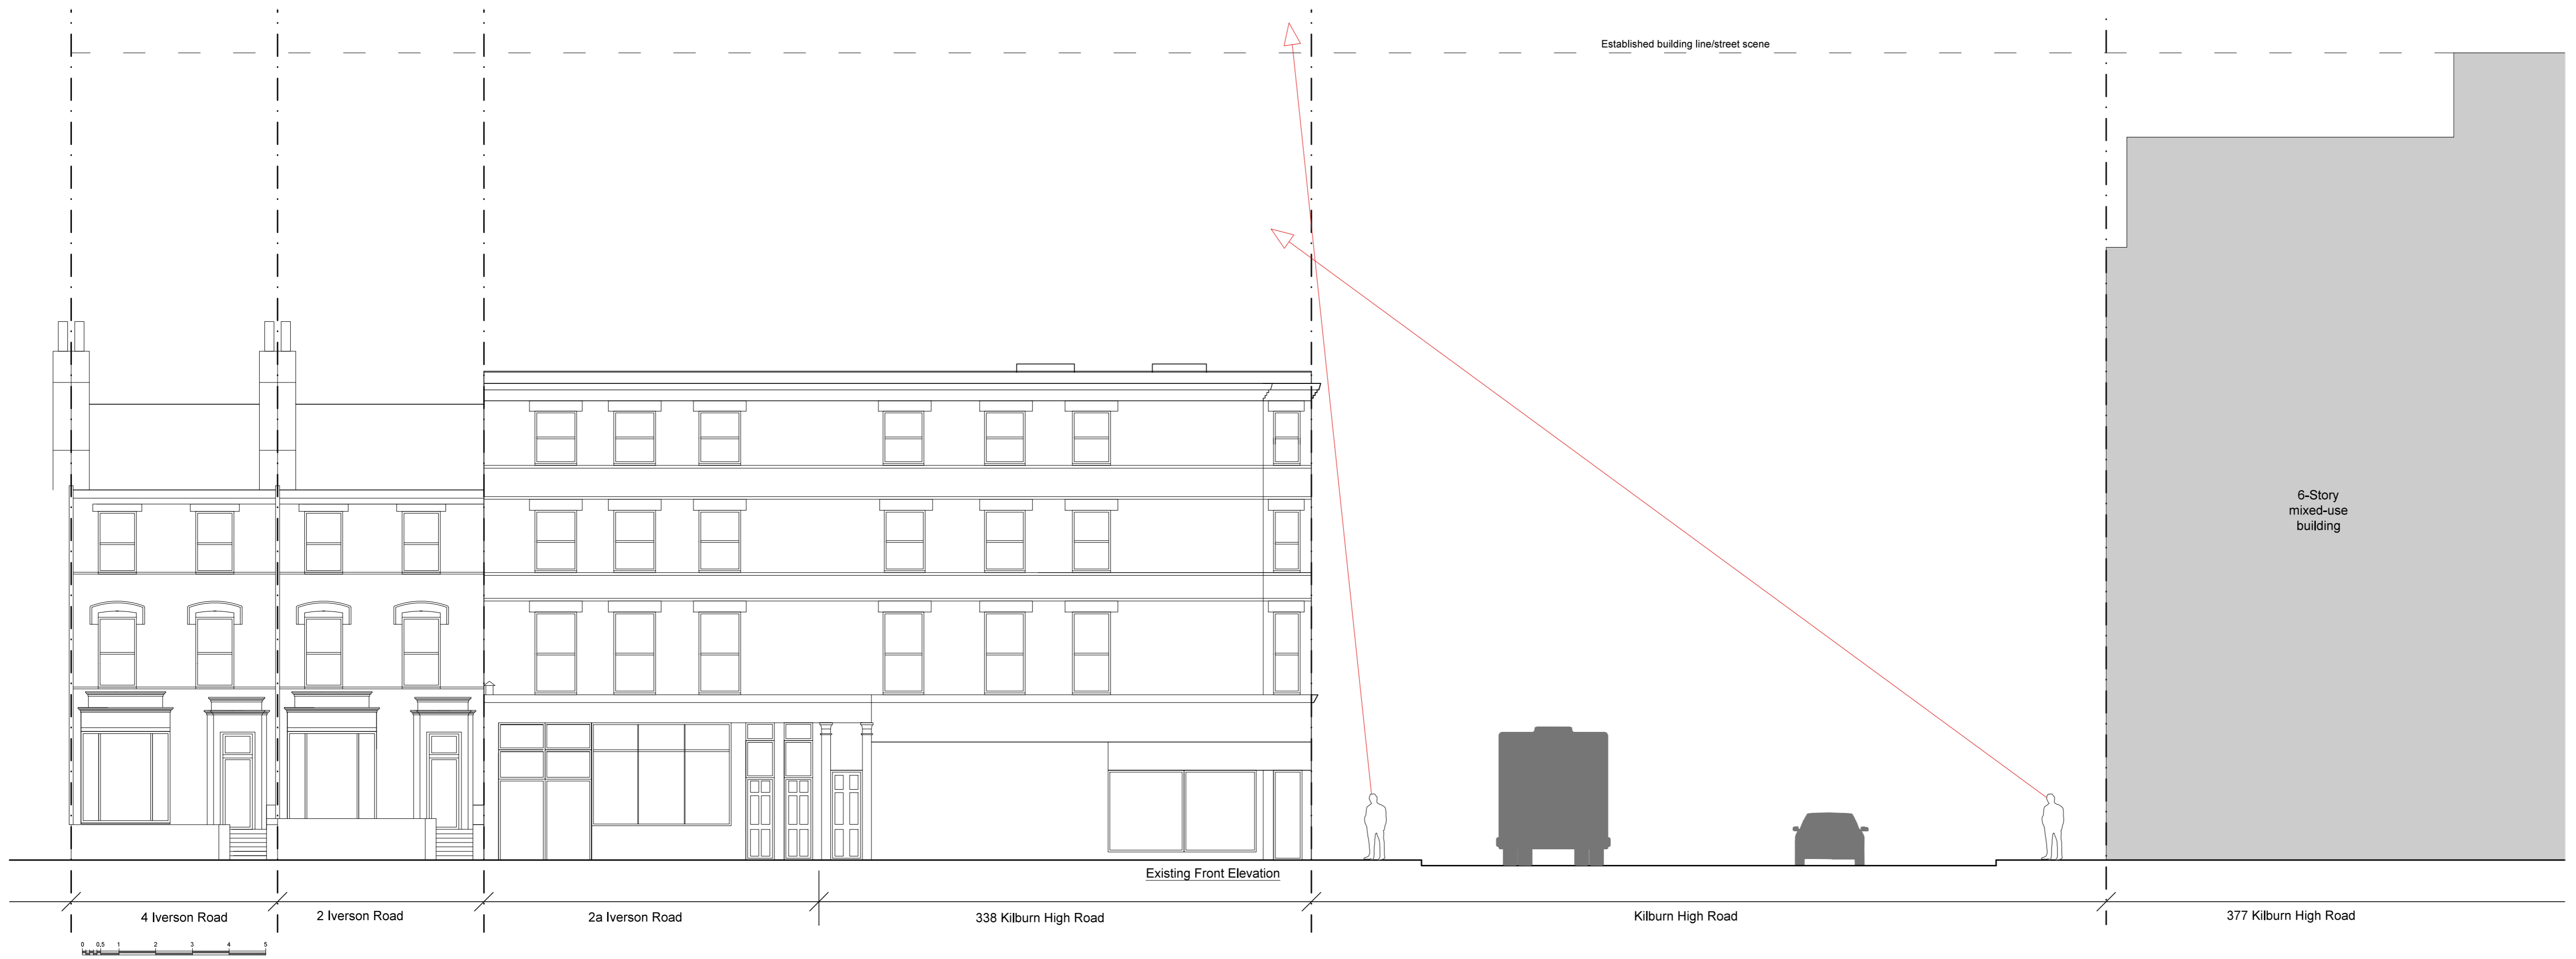 Established building line/street scene
6-Story
mixed-use
building
Existing Front Elevation
4 Iverson Road
2 Iverson Road
2a Iverson Road
338 Kilburn High Road
Kilburn High Road
377 Kilburn High Road
0 0.5 1 2 3 4 5